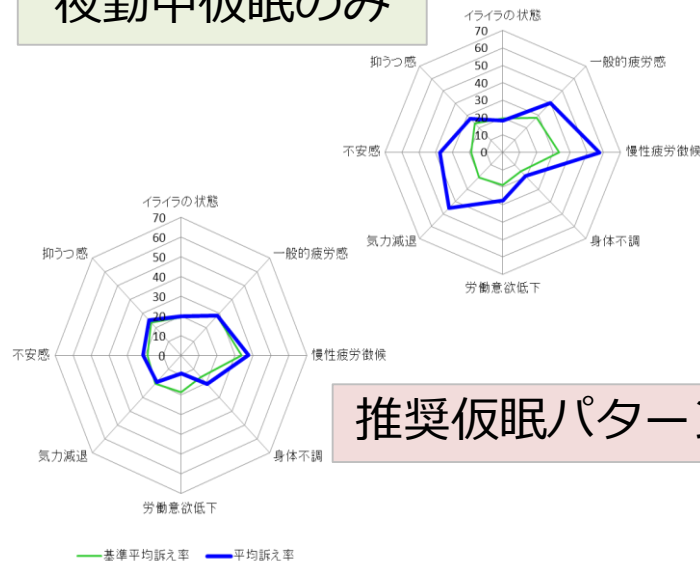 夜勤中仮眠のみ
イライラの状態
70
60
50
40
30
20
10
0
抑うつ感
一般的疲労感
不安感
慢性疲労徴候
気力減退
身体不調
労働意欲低下
イライラの状態
70
60
50
40
30
20
10
0
抑うつ感
一般的疲労感
不安感
慢性疲労徴候
気力減退
身体不調
労働意欲低下
推奨仮眠パター
基準平均訴え率 平均訴え率